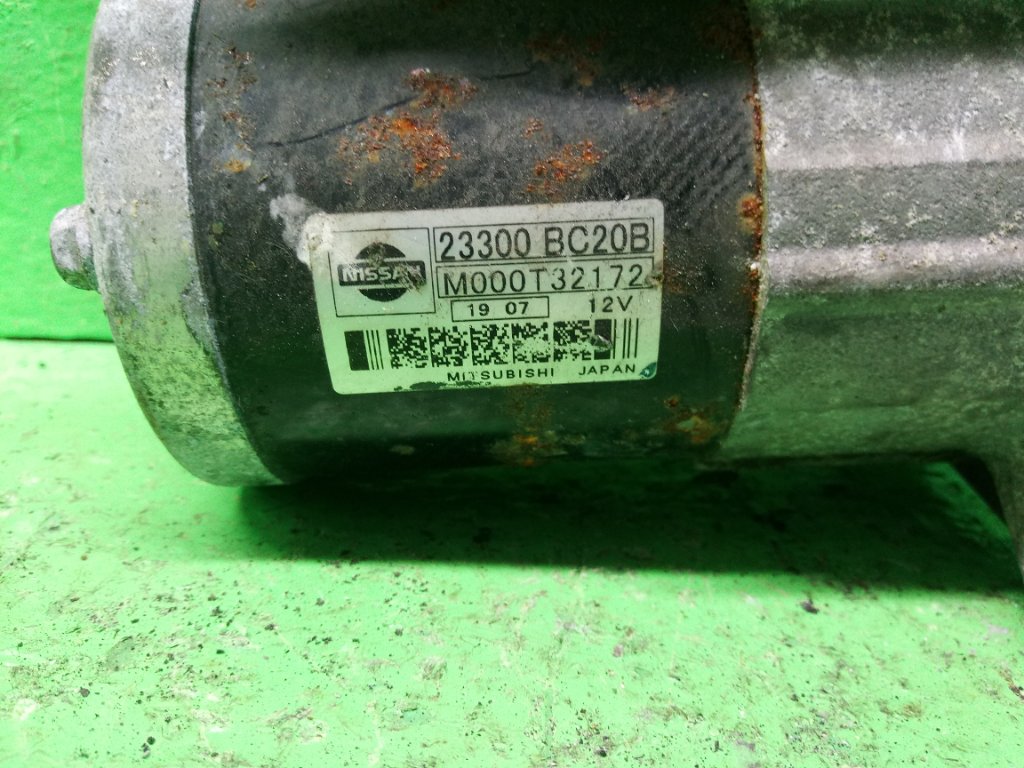 NISSAN
23300 BC20B
M000T32172
19 07 12V
MITSUBISHI JAPAN